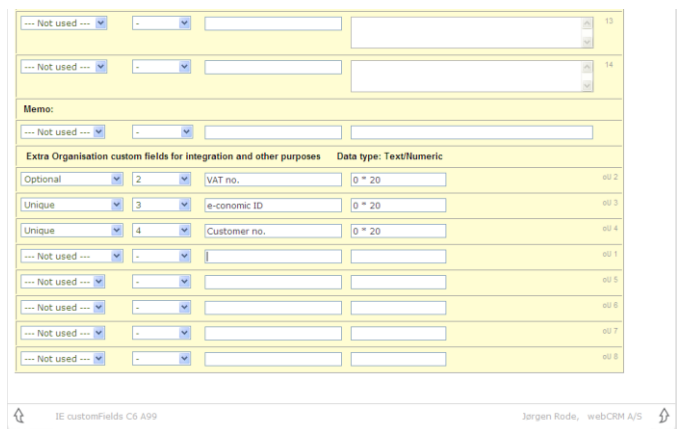 --- Not used --- - 13
--- Not used --- - 14
Memo:
--- Not used --- -
Extra Organisation custom fields for integration and other purposes Data type: Text/Numeric
Optional 2 VAT no. 0 * 20 oU 2
Unique 3 e-conomic ID 0 * 20 oU 3
Unique 4 Customer no. 0 * 20 oU 4
--- Not used --- - oU 1
--- Not used --- - oU 5
--- Not used --- - oU 6
--- Not used --- - oU 7
--- Not used --- - oU 8
IE customFields C6 A99 Jørgen Rode, webCRM A/S